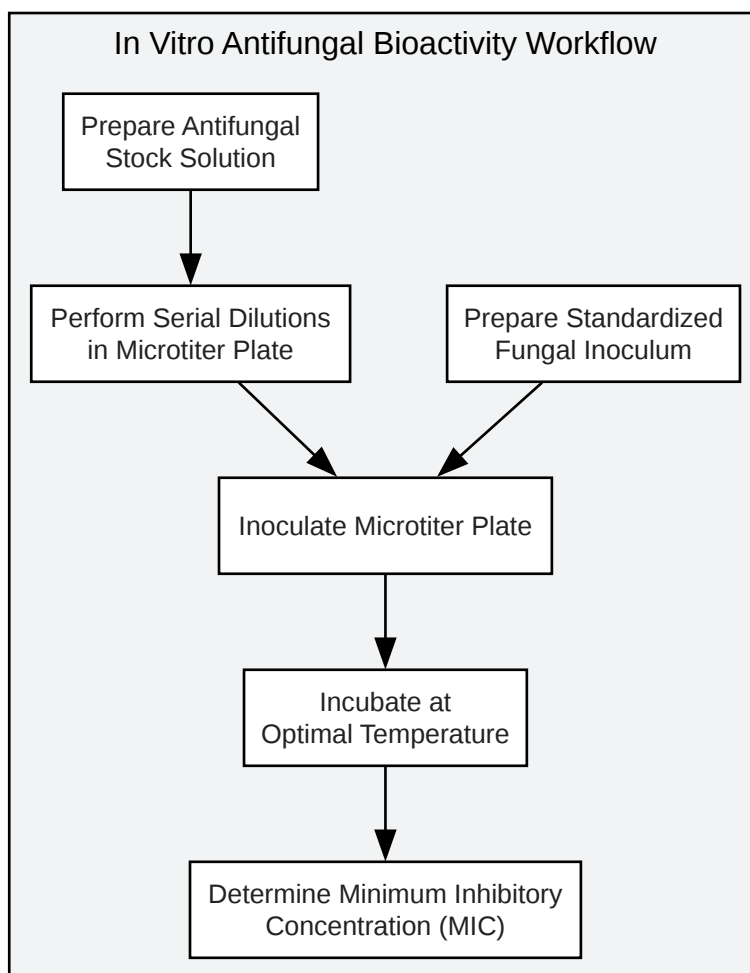 In Vitro Antifungal Bioactivity Workflow
Prepare Antifungal
Stock Solution
Perform Serial Dilutions
in Microtiter Plate
Prepare Standardized
Fungal Inoculum
Inoculate Microtiter Plate
Incubate at
Optimal Temperature
Determine Minimum Inhibitory
Concentration (MIC)